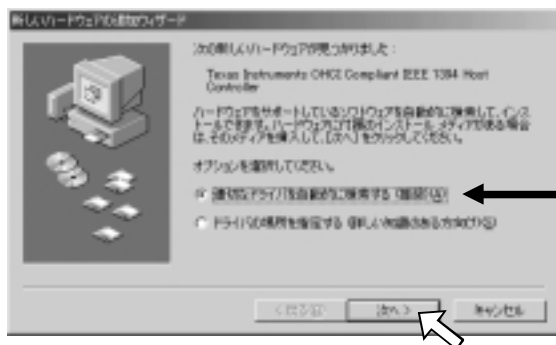 新しいハードウェアの追加ウィザード
次の新しいハードウェアが見つかりました：
Texas Instruments OHCI Compliant IEEE 1394 Host
Controller
ハードウェアをサポートしているソフトウェアを自動的に検索して、インス
トールできます。ハードウェアに付属のインストール メディアがある場合
は、そのメディアを挿入して、[次へ] をクリックしてください。
オプションを選択してください。
適切なドライバを自動的に検索する (推奨)(A)
ドライバの場所を指定する (詳しい知識のある方向け)(S)
< 戻る(B)
次へ >
キャンセル